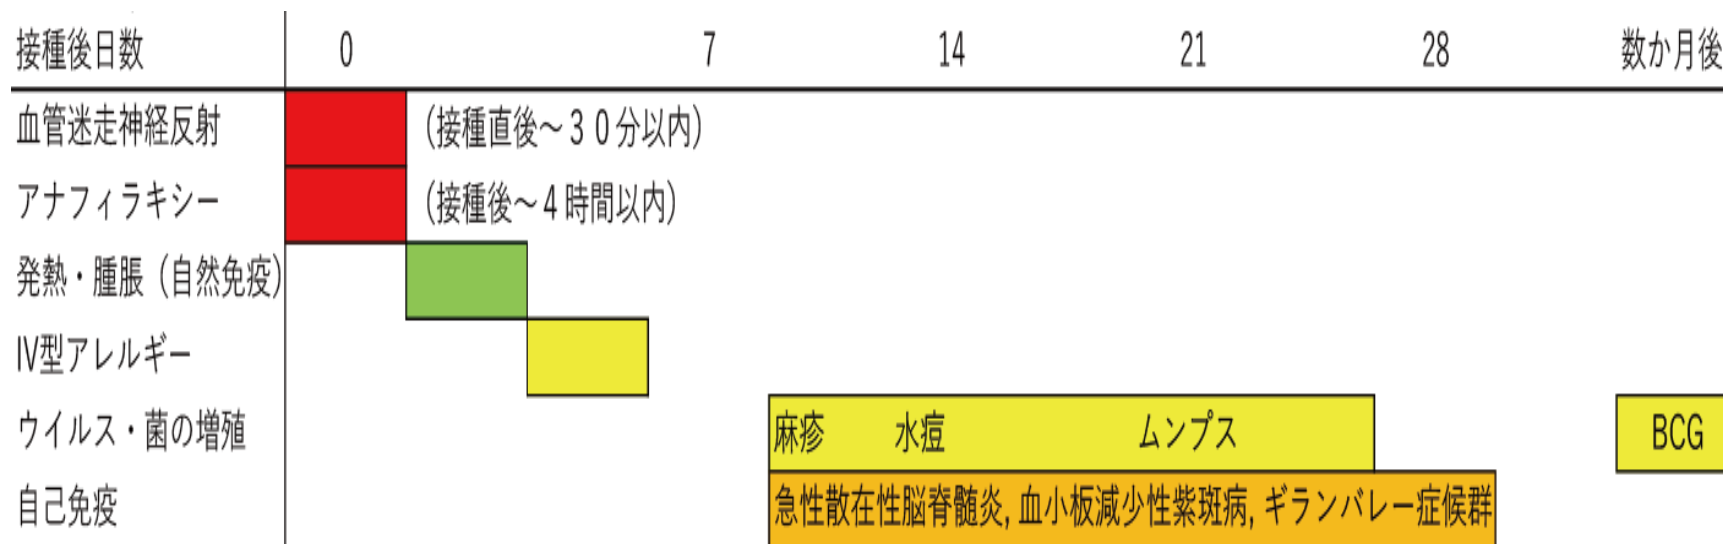 接種後日数 0 7 14 21 28 数か月後
血管迷走神経反射 (接種直後～30分以内)
アナフィラキシー (接種後～4時間以内)
発熱・腫脹(自然免疫)
Ⅳ型アレルギー
ウイルス・菌の増殖 麻疹 水痘 ムンプス BCG
自己免疫 急性散在性脳脊髄炎, 血小板減少性紫斑病, ギランバレー症候群